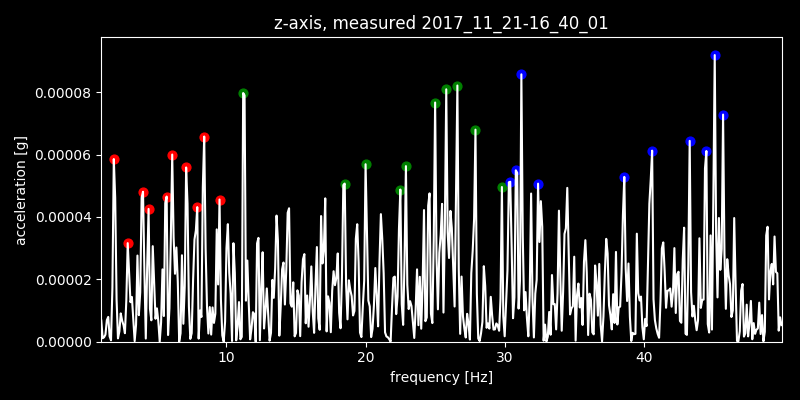 z-axis, measured 2017_11_21-16_40_01
acceleration [g]
0.00008
0.00006
0.00004
0.00002
0.00000
10 20 30 40
frequency [Hz]